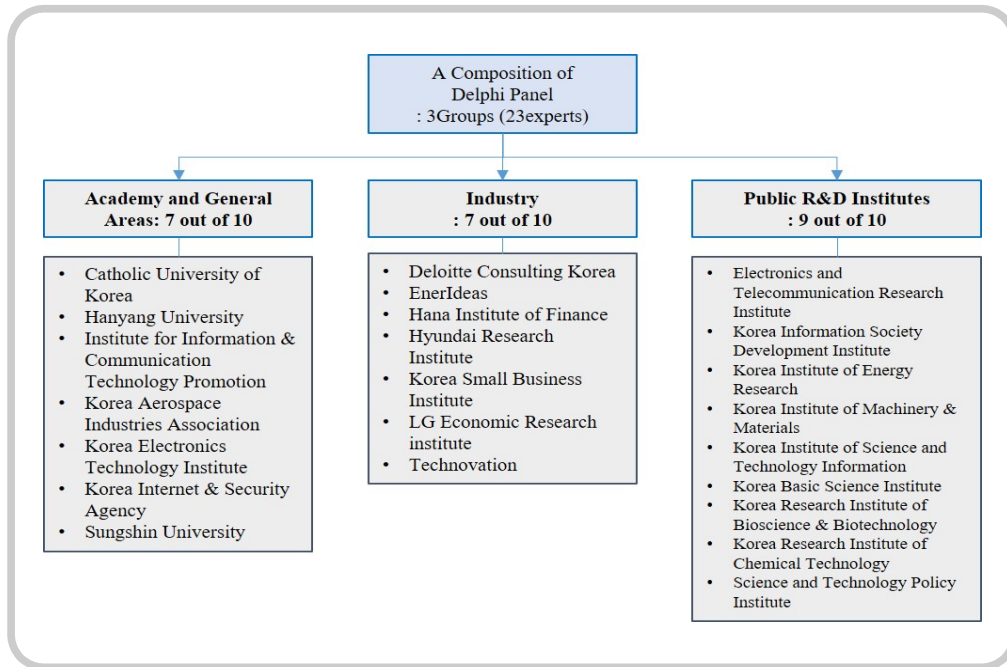 A Composition of
Delphi Panel
: 3Groups (23experts)
Academy and General
Areas: 7 out of 10
• Catholic University of
Korea
• Hanyang University
• Institute for Information &
Communication
Technology Promotion
• Korea Aerospace
Industries Association
• Korea Electronics
Technology Institute
• Korea Internet & Security
Agency
• Sungshin University
Industry
: 7 out of 10
• Deloitte Consulting Korea
• EnerIdeas
• Hana Institute of Finance
• Hyundai Research
Institute
• Korea Small Business
Institute
• LG Economic Research
institute
• Technovation
Public R&D Institutes
: 9 out of 10
• Electronics and
Telecommunication Research
Institute
• Korea Information Society
Development Institute
• Korea Institute of Energy
Research
• Korea Institute of Machinery &
Materials
• Korea Institute of Science and
Technology Information
• Korea Basic Science Institute
• Korea Research Institute of
Bioscience & Biotechnology
• Korea Research Institute of
Chemical Technology
• Science and Technology Policy
Institute